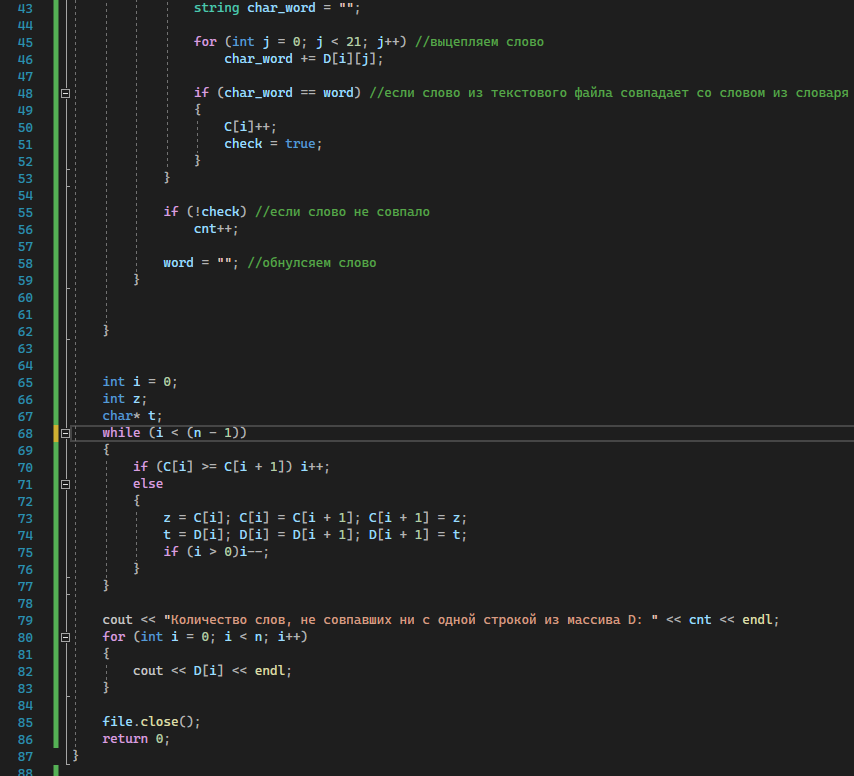 43 string char_word = "";
44
45 for (int j = 0; j < 21; j++) //выцепляем слово
46 char_word += D[i][j];
47
48 if (char_word == word) //если слово из текстового файла совпадает со словом из словаря
49 {
50 C[i]++;
51 check = true;
52 }
53 }
54
55 if (!check) //если слово не совпало
56 cnt++;
57
58 word = ""; //обнулсяем слово
59 }
60
61
62 }
63
64
65 int i = 0;
66 int z;
67 char* t;
68 while (i < (n - 1))
69 {
70 if (C[i] >= C[i + 1]) i++;
71 else
72 {
73 z = C[i]; C[i] = C[i + 1]; C[i + 1] = z;
74 t = D[i]; D[i] = D[i + 1]; D[i + 1] = t;
75 if (i > 0)i--;
76 }
77 }
78
79 cout << "Количество слов, не совпавших ни с одной строкой из массива D: " << cnt << endl;
80 for (int i = 0; i < n; i++)
81 {
82 cout << D[i] << endl;
83 }
84
85 file.close();
86 return 0;
87 }
88